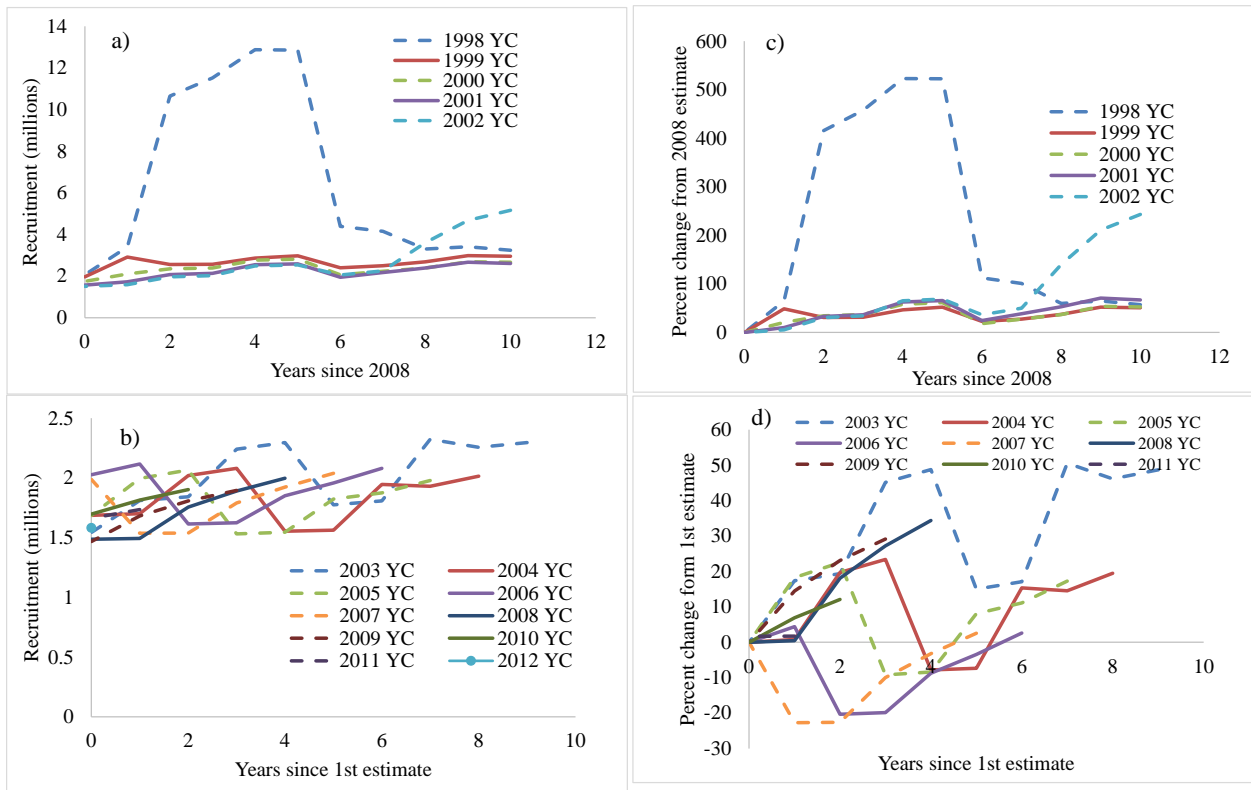 a)
Recruitment (millions)
14
12
10
8
6
4
2
0
0 2 4 6 8 10 12
Years since 2008
1998 YC
1999 YC
2000 YC
2001 YC
2002 YC
c)
Percent change from 2008 estimate
600
500
400
300
200
100
0
0 2 4 6 8 10 12
Years since 2008
1998 YC
1999 YC
2000 YC
2001 YC
2002 YC
b)
Recruitment (millions)
2.5
2
1.5
1
0.5
0
0 2 4 6 8 10
Years since 1st estimate
2003 YC 2004 YC
2005 YC 2006 YC
2007 YC 2008 YC
2009 YC 2010 YC
2011 YC 2012 YC
d)
Percent change form 1st estimate
2003 YC 2004 YC 2005 YC
2006 YC 2007 YC 2008 YC
2009 YC 2010 YC 2011 YC
60
50
40
30
20
10
0
-10
-20
-30
0 2 4 6 8 10
Years since 1st estimate